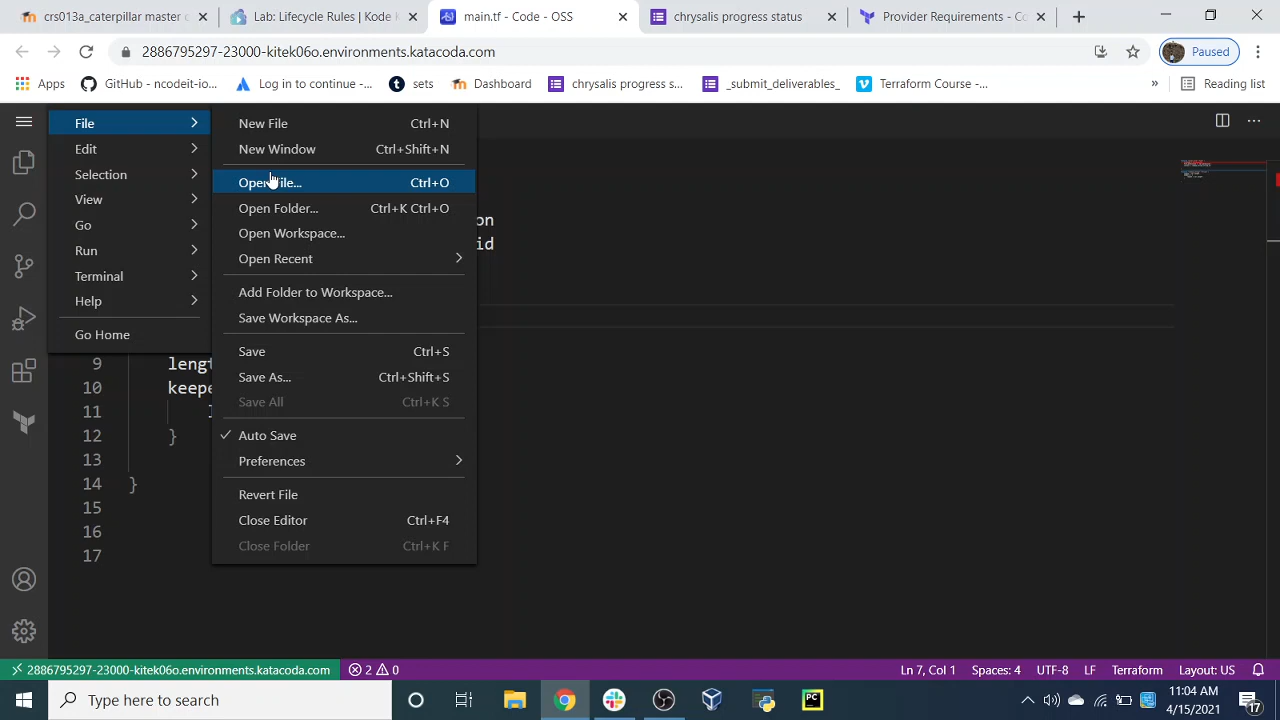 crs013a_caterpillar master
Lab: Lifecycle Rules | Kode
main.tf - Code - OSS
chrysalis progress status
Provider Requirements - Co
2886795297-23000-kitek06o.environments.katacoda.com
Paused
Apps
GitHub - ncodeit-io...
Log in to continue -...
sets
Dashboard
chrysalis progress s...
_submit_deliverables_
Terraform Course -...
»
Reading list
File
Edit
Selection
View
Go
Run
Terminal
Help
Go Home
New File Ctrl+N
New Window Ctrl+Shift+N
Open File... Ctrl+O
Open Folder... Ctrl+K Ctrl+O
Open Workspace...
Open Recent
Add Folder to Workspace...
Save Workspace As...
Save Ctrl+S
Save As... Ctrl+Shift+S
Save All Ctrl+K S
Auto Save
Preferences
Revert File
Close Editor Ctrl+F4
Close Folder Ctrl+K F
on
id
9 lengt
10 keepe
11
12 }
13
14 }
15
16
17
2886795297-23000-kitek06o.environments.katacoda.com
2 0
Ln 7, Col 1
Spaces: 4
UTF-8
LF
Terraform
Layout: US
Type here to search
PC
11:04 AM
4/15/2021
17